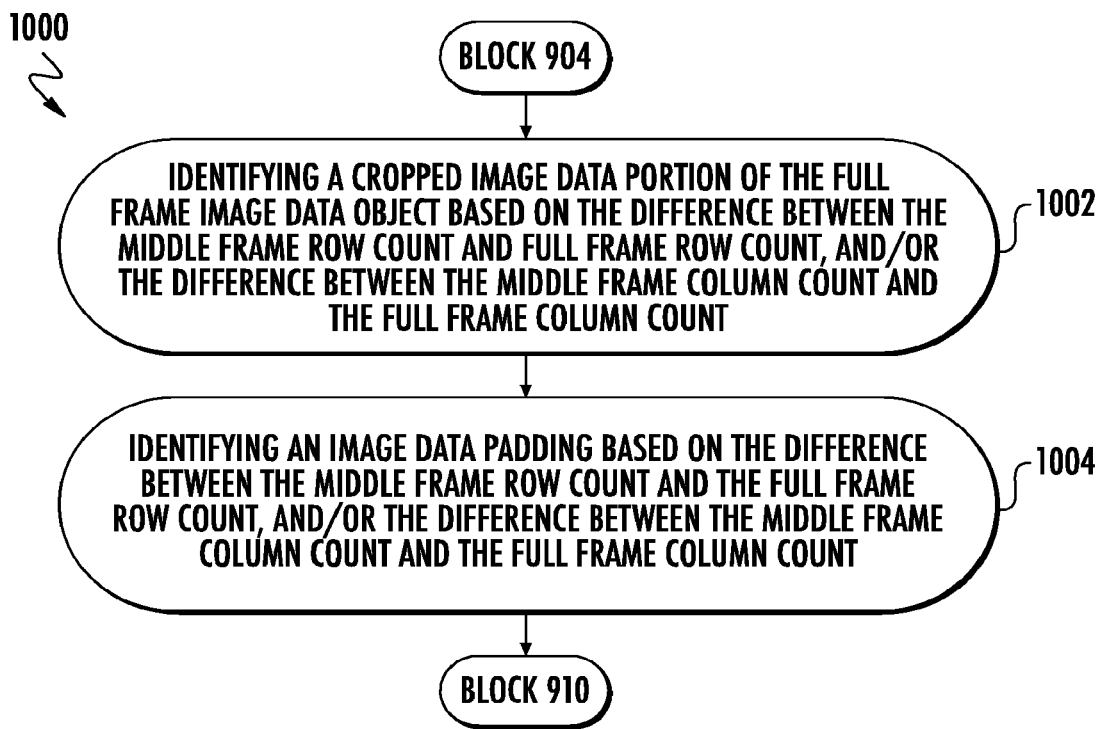 1000
BLOCK 904
IDENTIFYING A CROPPED IMAGE DATA PORTION OF THE FULL
FRAME IMAGE DATA OBJECT BASED ON THE DIFFERENCE BETWEEN THE
MIDDLE FRAME ROW COUNT AND FULL FRAME ROW COUNT, AND/OR
THE DIFFERENCE BETWEEN THE MIDDLE FRAME COLUMN COUNT AND
THE FULL FRAME COLUMN COUNT
1002
IDENTIFYING AN IMAGE DATA PADDING BASED ON THE DIFFERENCE
BETWEEN THE MIDDLE FRAME ROW COUNT AND THE FULL FRAME
ROW COUNT, AND/OR THE DIFFERENCE BETWEEN THE MIDDLE FRAME
COLUMN COUNT AND THE FULL FRAME COLUMN COUNT
1004
BLOCK 910